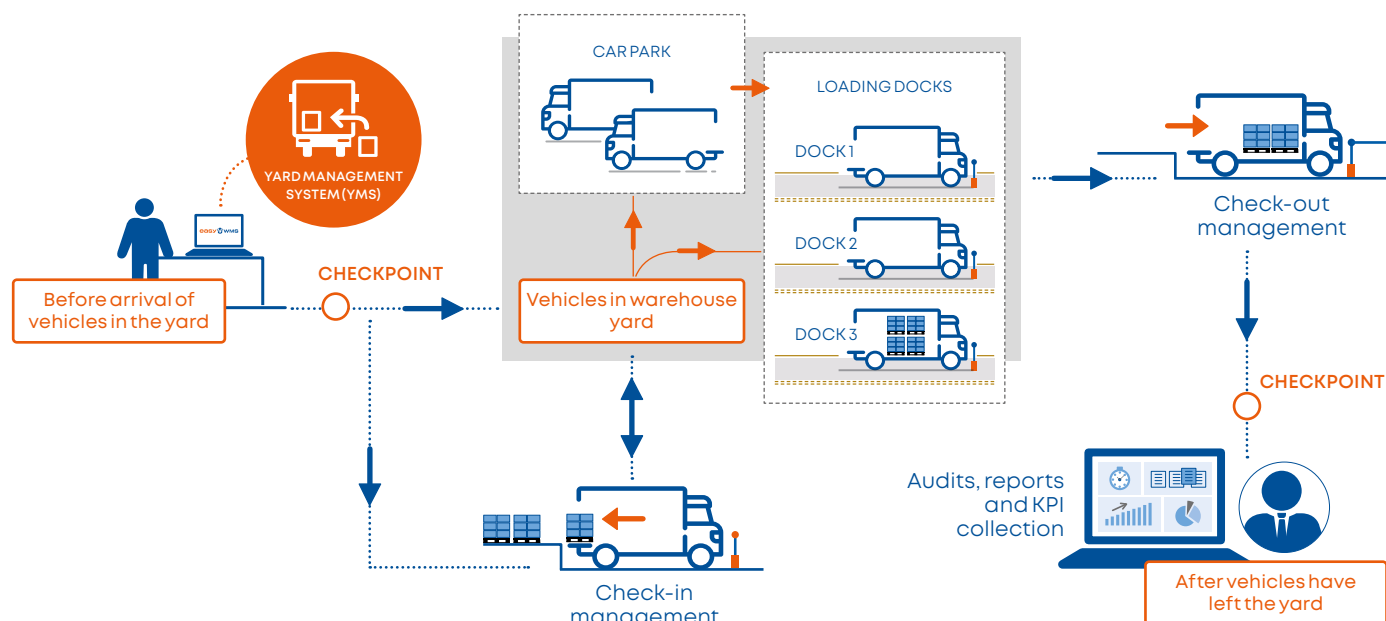 CAR PARK
LOADING DOCKS
DOCK 1
DOCK 2
DOCK 3
YARD MANAGEMENT
SYSTEM (YMS)
easy WMS
CHECKPOINT
Before arrival of
vehicles in the yard
Vehicles in warehouse
yard
Check-in
management
Check-out
management
CHECKPOINT
Audits, reports
and KPI
collection
After vehicles have
left the yard